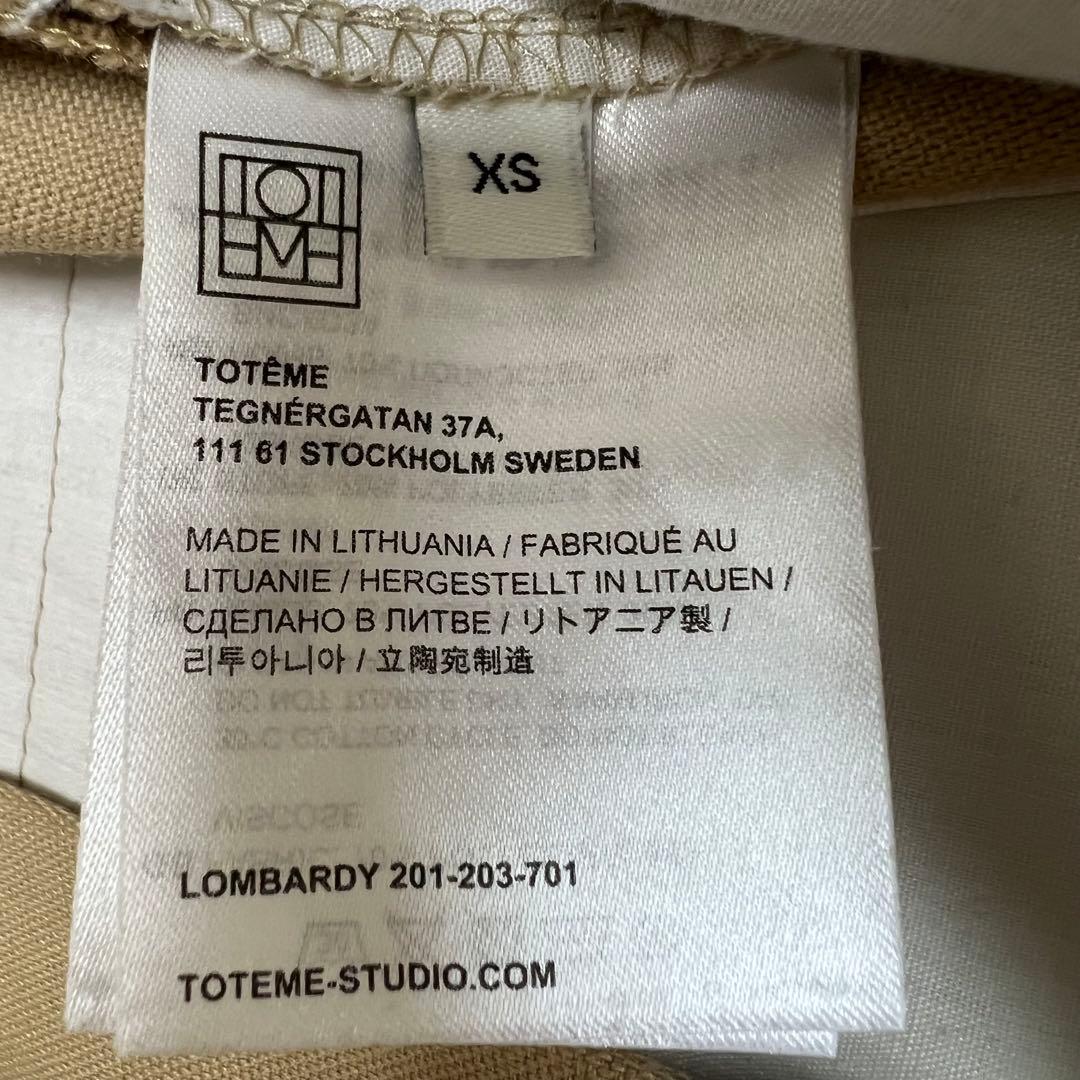 TOTEME
XS
TOTÊME
TEGNÉRGATAN 37A,
111 61 STOCKHOLM SWEDEN
MADE IN LITHUANIA / FABRIQUÉ AU
LITUANIE / HERGESTELLT IN LITAUEN /
СДЕЛАНО В ЛИТВЕ / リトアニア製 /
리투아니아 / 立陶宛制造
LOMBARDY 201-203-701
TOTEME-STUDIO.COM